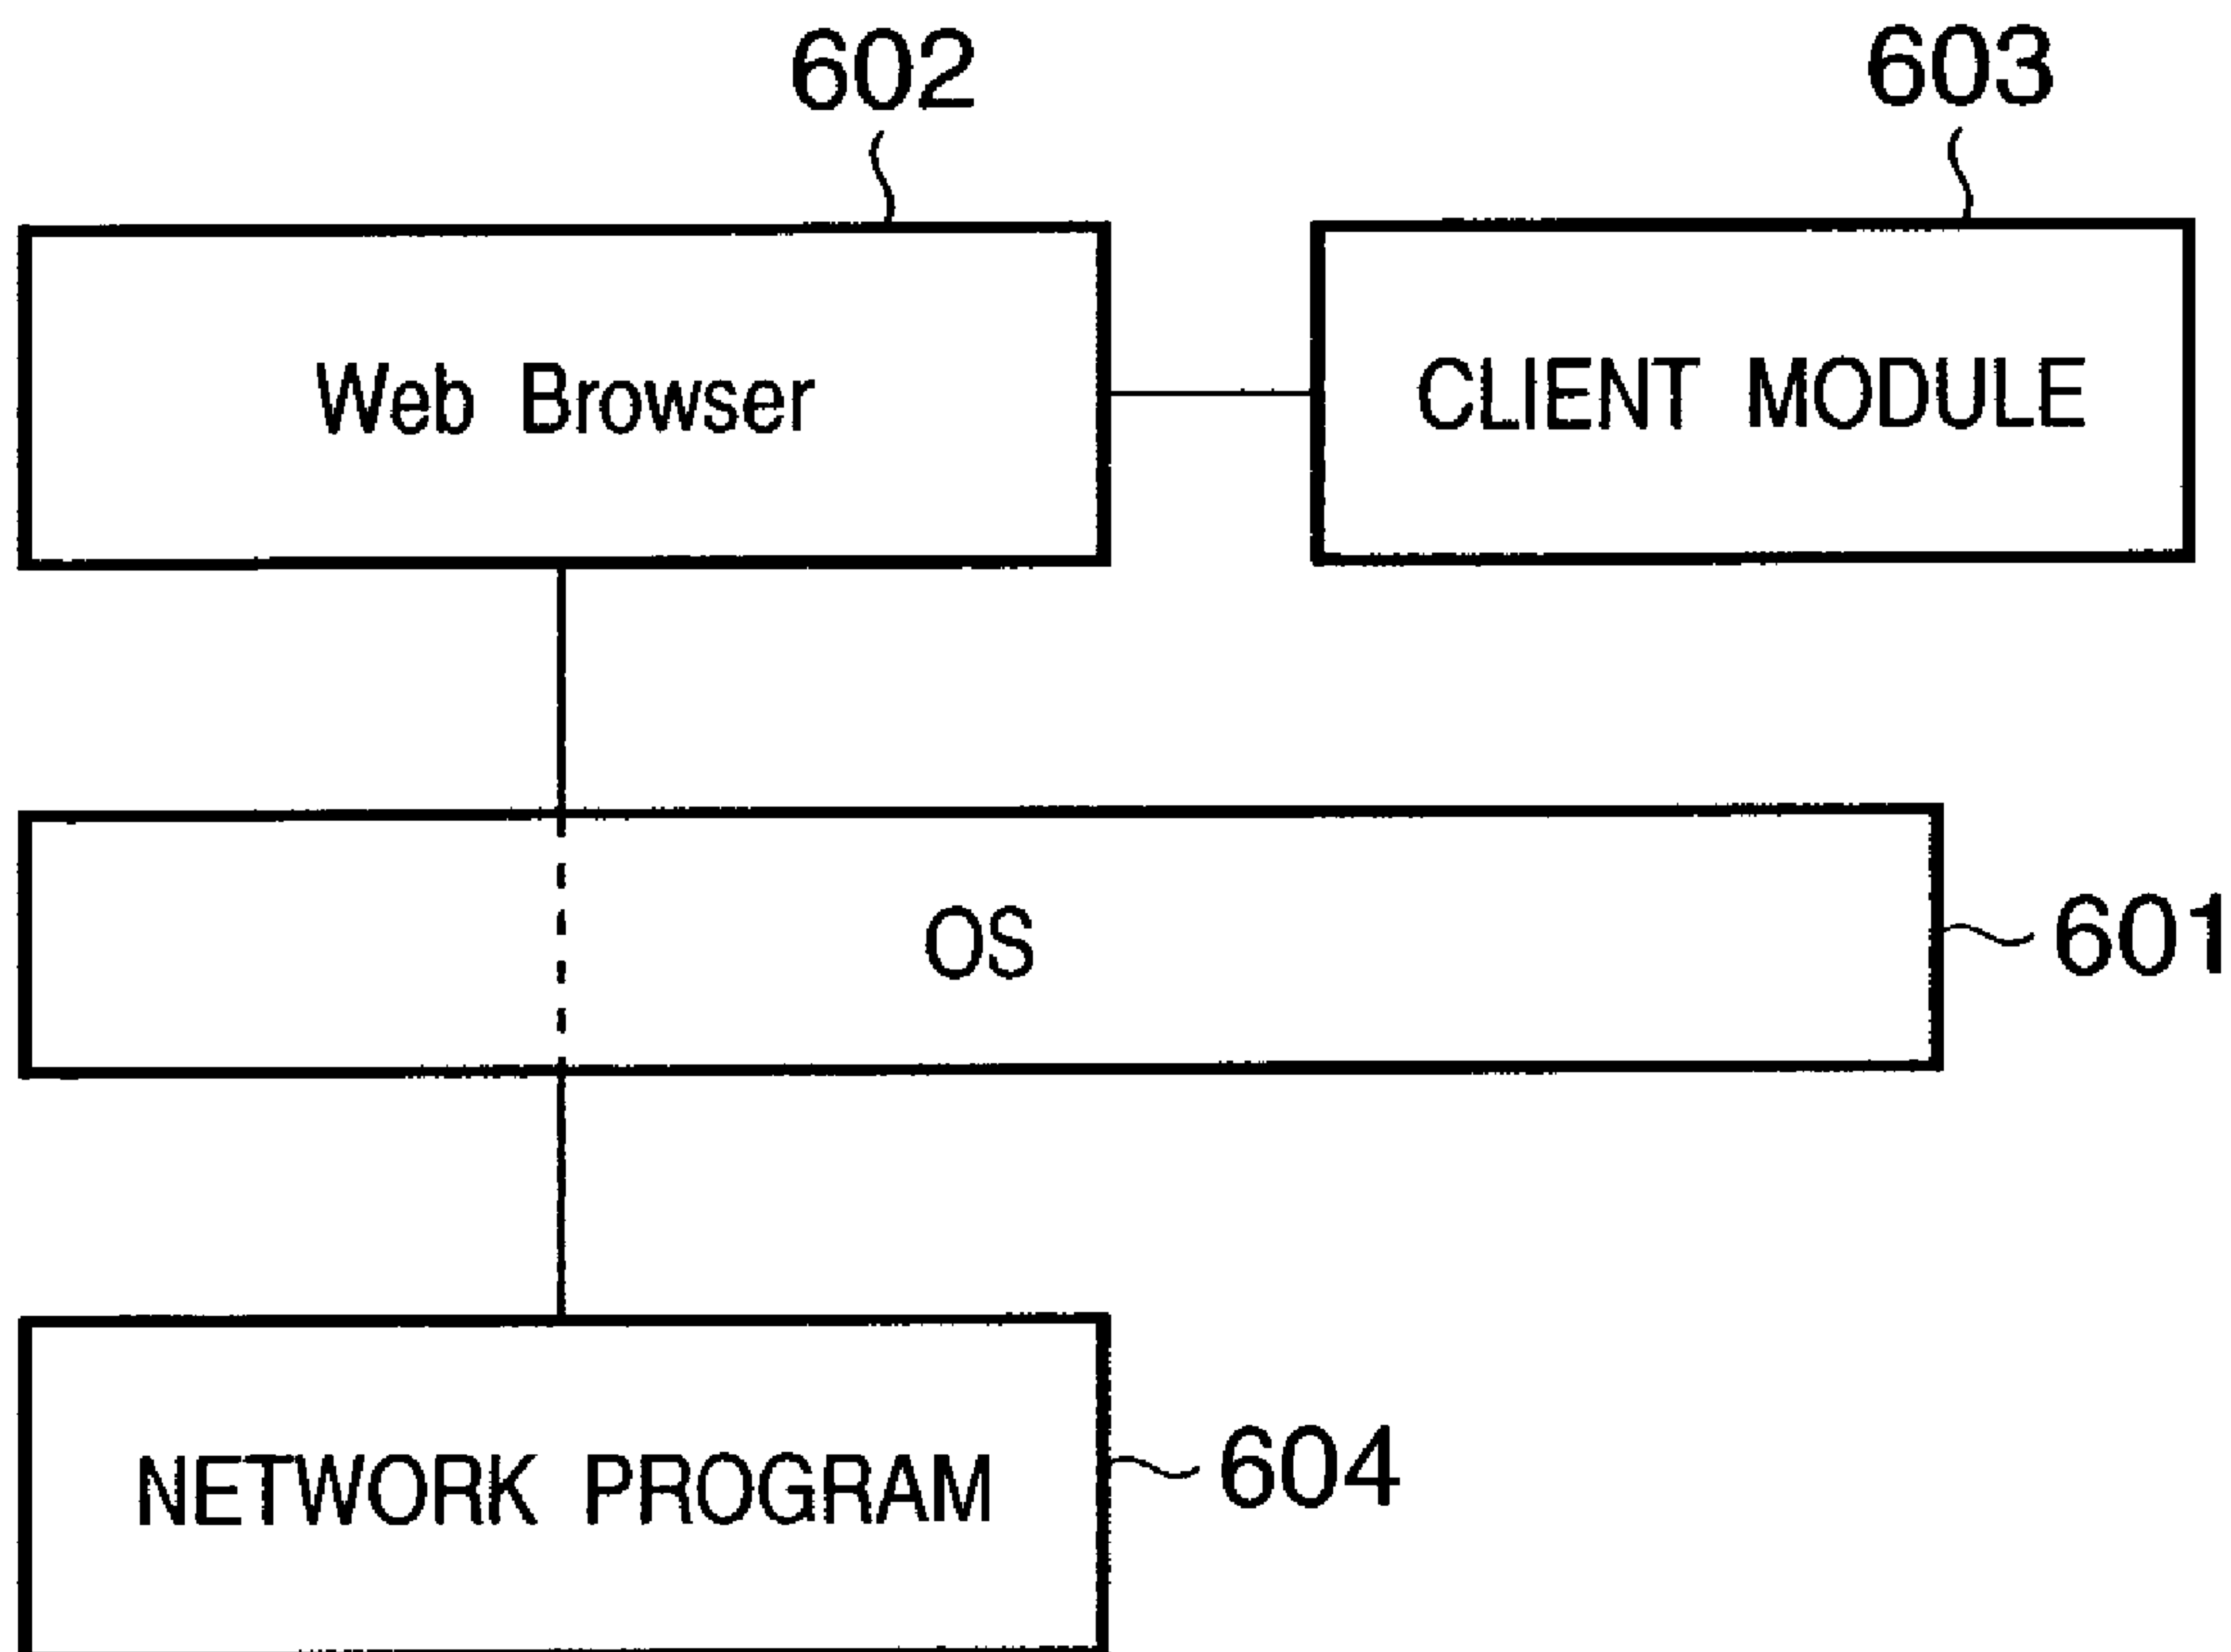 602
603
Web Browser
CLIENT MODULE
OS
601
NETWORK PROGRAM
604